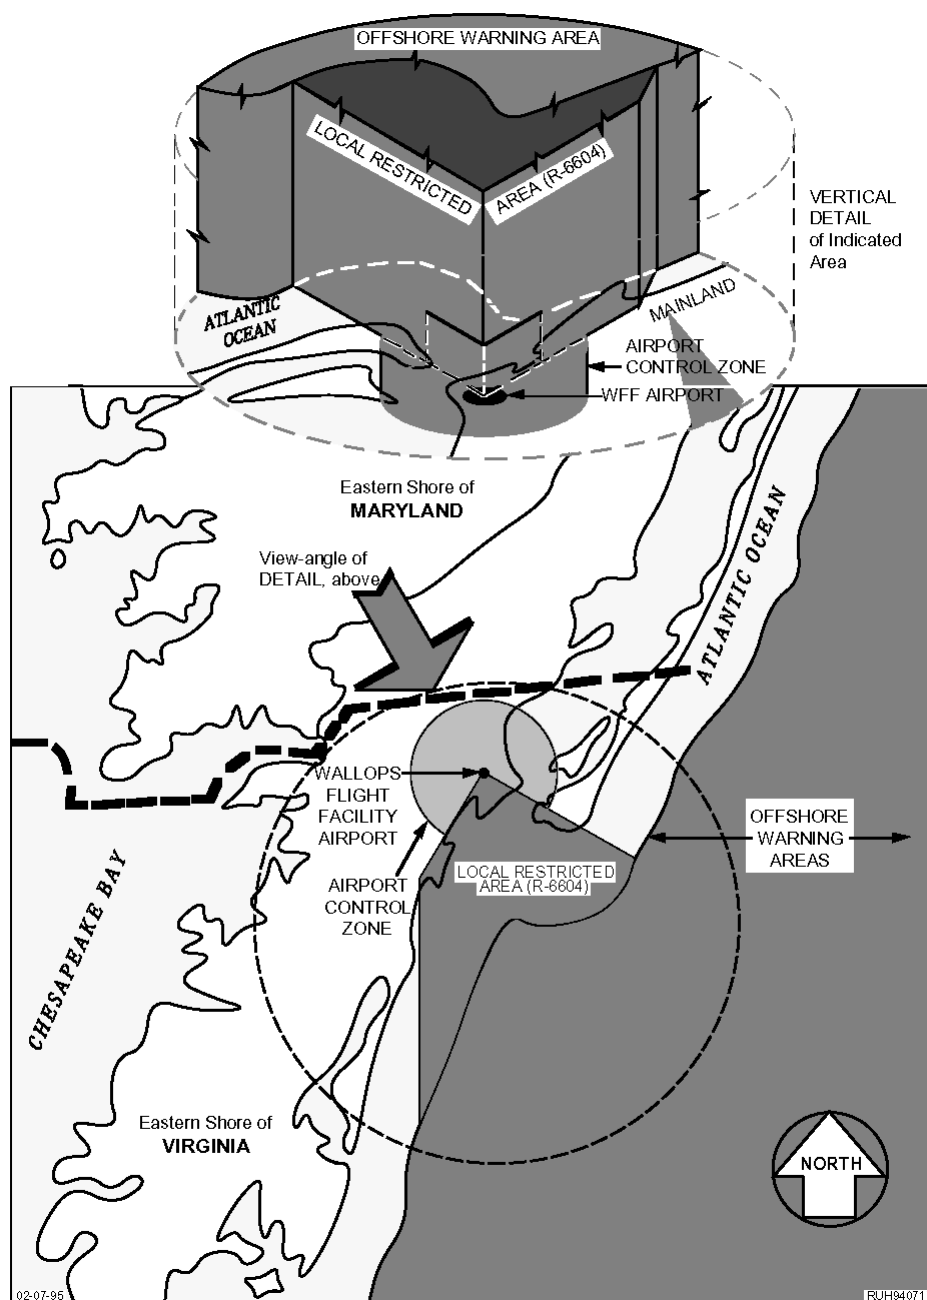 OFFSHORE WARNING AREA
LOCAL RESTRICTED
AREA (R-6604)
VERTICAL
DETAIL
of Indicated
Area
ATLANTIC
OCEAN
MAINLAND
AIRPORT
CONTROL ZONE
WFF AIRPORT
Eastern Shore of
MARYLAND
View-angle of
DETAIL, above
ATLANTIC OCEAN
WALLOPS
FLIGHT
FACILITY
AIRPORT
OFFSHORE
WARNING
AREAS
LOCAL RESTRICTED
AREA (R-6604)
AIRPORT
CONTROL
ZONE
CHESAPEAKE BAY
Eastern Shore of
VIRGINIA
NORTH
02-07-95
RUH94071